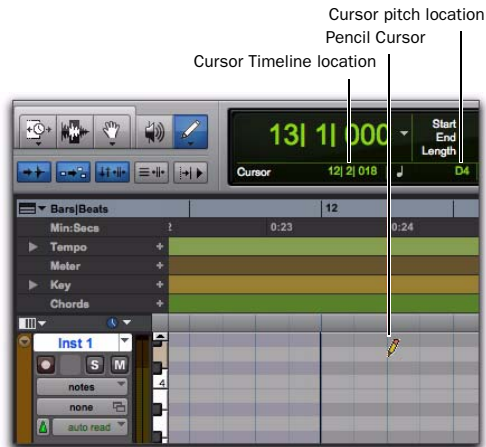 Cursor pitch location
Pencil Cursor
Cursor Timeline location
13| 1| 000
Start
End
Length
Cursor 12| 2| 018 D4
Bars|Beats 12
Min:Secs 0:23 0:24
Tempo +
Meter +
Key +
Chords +
Inst 1
S M
notes 4
none
auto read